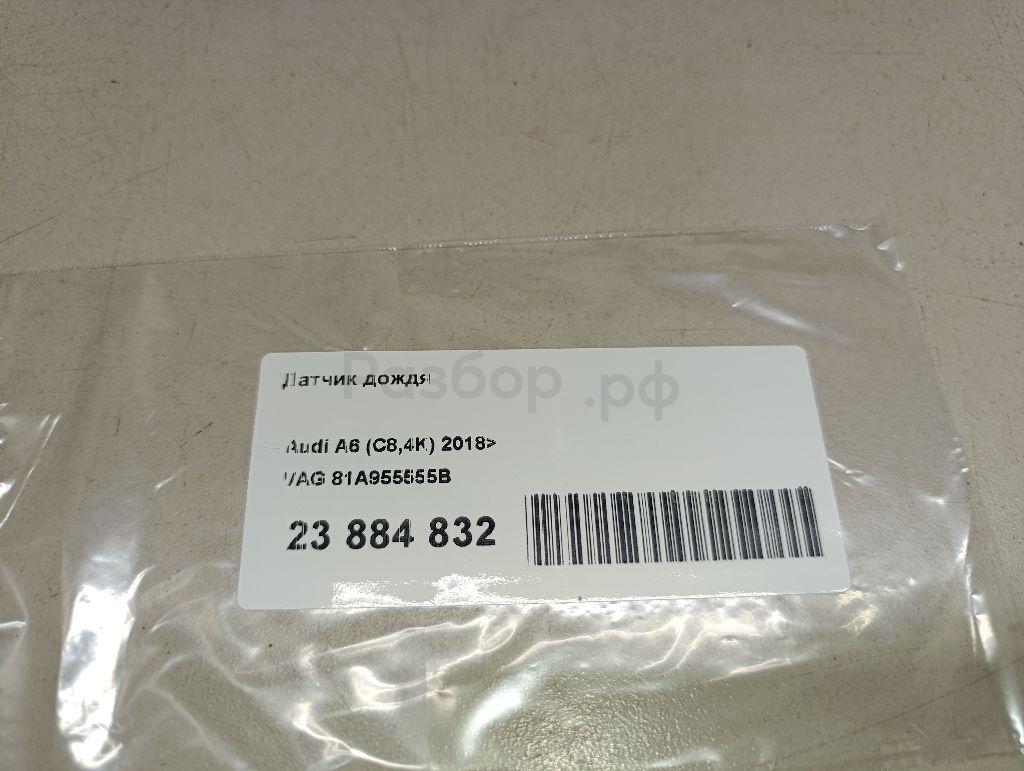 Датчик дождя
Разбор.рф
Audi A6 (C8,4K) 2018>
VAG 81A955555B
23 884 832